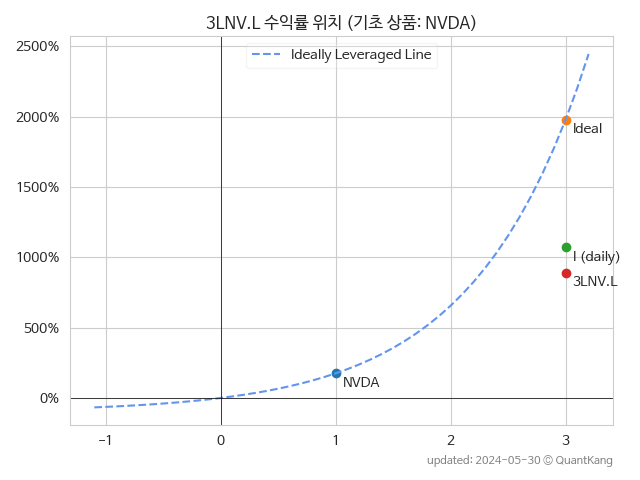 3LNV.L 수익률 위치 (기초 상품: NVDA)
Ideally Leveraged Line
2500%
2000%
1500%
1000%
500%
0%
Ideal
I (daily)
3LNV.L
NVDA
−1
0
1
2
3
updated: 2024-05-30 © QuantKang